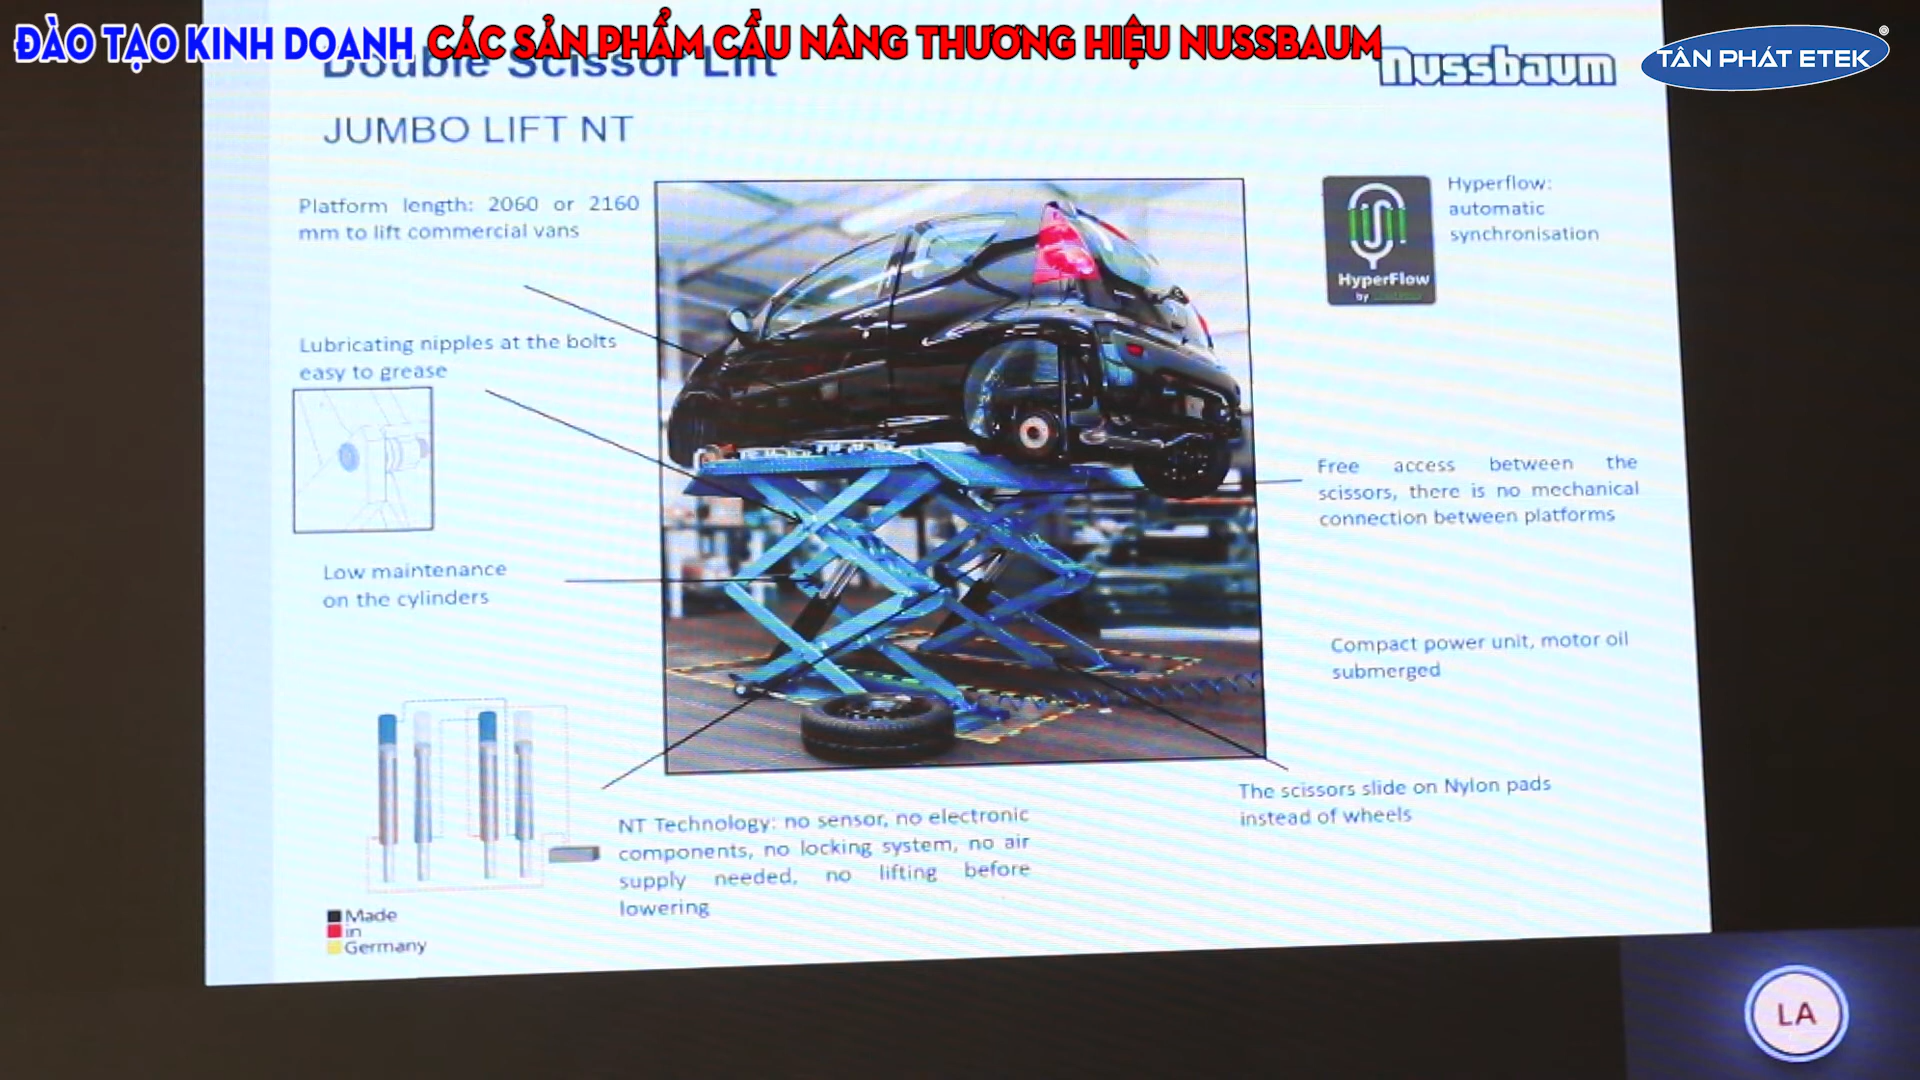 ĐÀO TẠO KINH DOANH CÁC SẢN PHẨM CẦU NÂNG THƯƠNG HIỆU NUSSBAUM
Double Scissor Lift
Nussbaum
TÂN PHÁT ETEK
®
JUMBO LIFT NT
Platform length: 2060 or 2160
mm to lift commercial vans
Hyperflow:
automatic
synchronisation
HyperFlow
by
Lubricating nipples at the bolts
easy to grease
Free access between the
scissors, there is no mechanical
connection between platforms
Low maintenance
on the cylinders
Compact power unit, motor oil
submerged
The scissors slide on Nylon pads
instead of wheels
NT Technology: no sensor, no electronic
components, no locking system, no air
supply needed, no lifting before
lowering
Made
in
Germany
LA